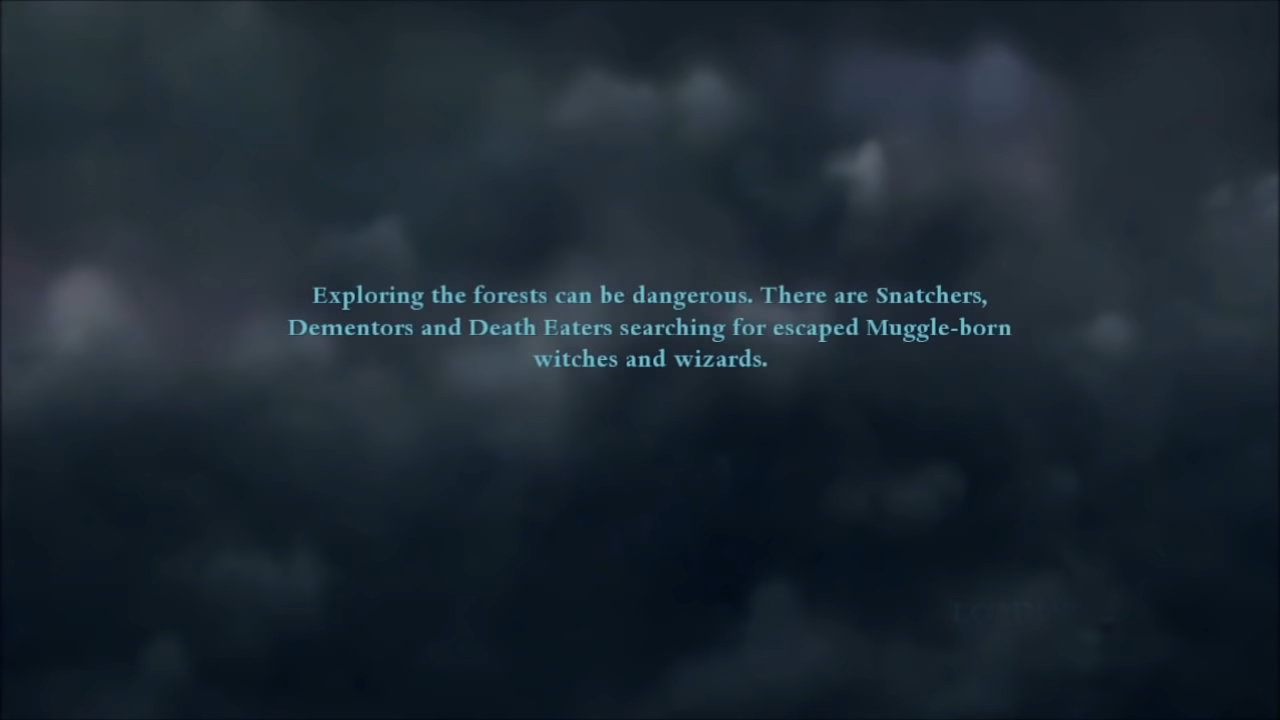 Exploring the forests can be dangerous. There are Snatchers,
Dementors and Death Eaters searching for escaped Muggle-born
witches and wizards.